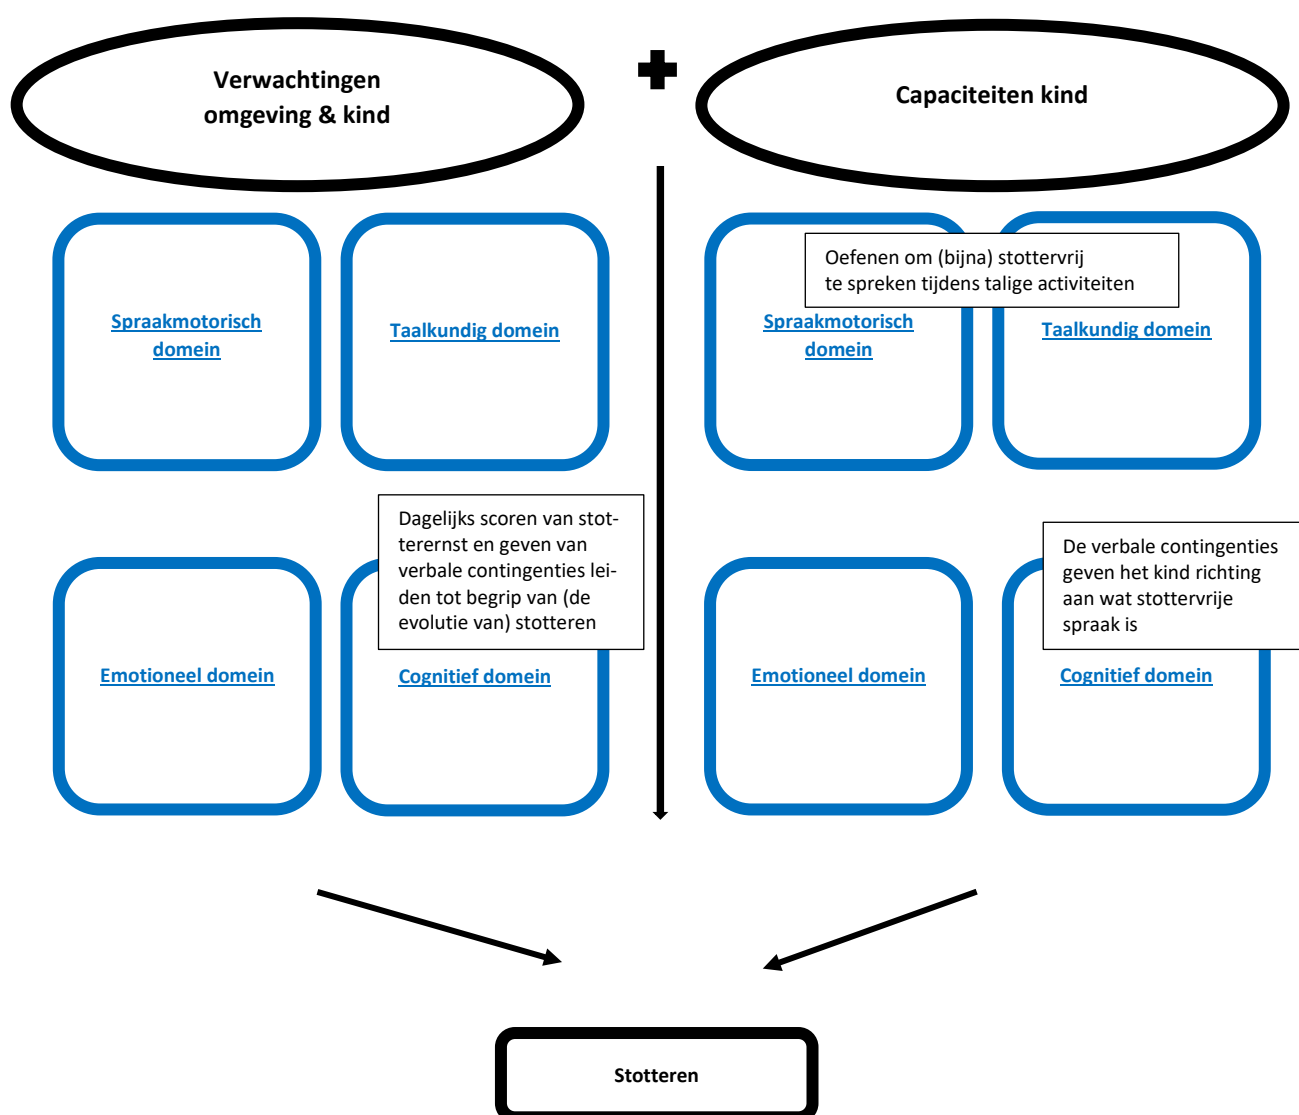 Verwachtingen
omgeving & kind
Capaciteiten kind
Spraakmotorisch
domein
Taalkundig domein
Oefenen om (bijna) stottervrij
te spreken tijdens talige activiteiten
Spraakmotorisch
domein
Taalkundig domein
Dagelijks scoren van stot-
terernst en geven van
verbale contingenties lei-
den tot begrip van (de
evolutie van) stotteren
Emotioneel domein
Cognitief domein
De verbale contingenties
geven het kind richting
aan wat stottervrije
spraak is
Emotioneel domein
Cognitief domein
Stotteren